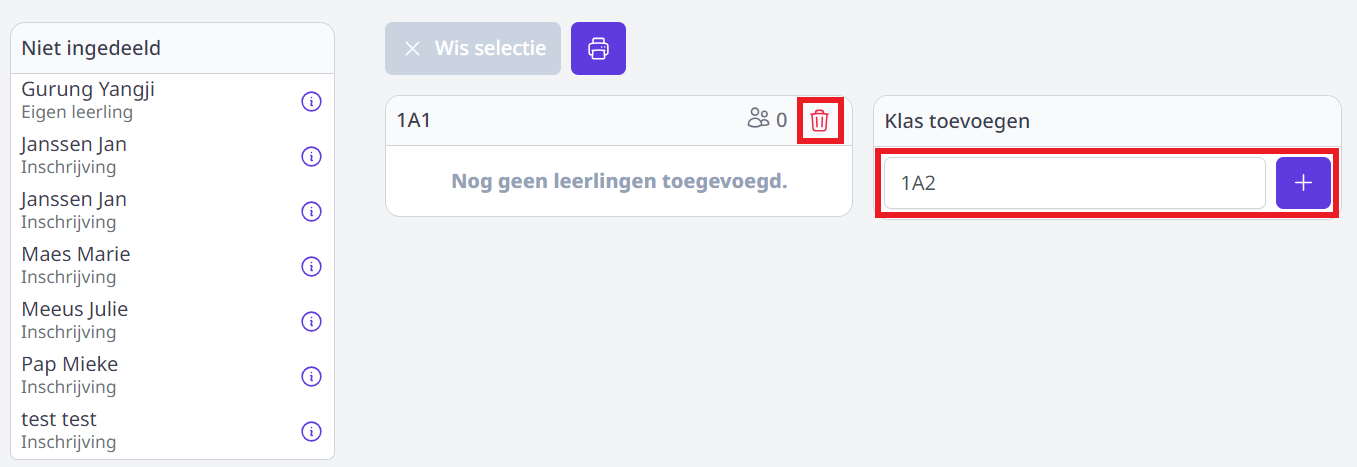 Niet ingedeeld
Gurung Yangji
Eigen leerling
Janssen Jan
Inschrijving
Janssen Jan
Inschrijving
Maes Marie
Inschrijving
Meeus Julie
Inschrijving
Pap Mieke
Inschrijving
test test
Inschrijving
Wis selectie
1A1 0
Nog geen leerlingen toegevoegd.
Klas toevoegen
1A2